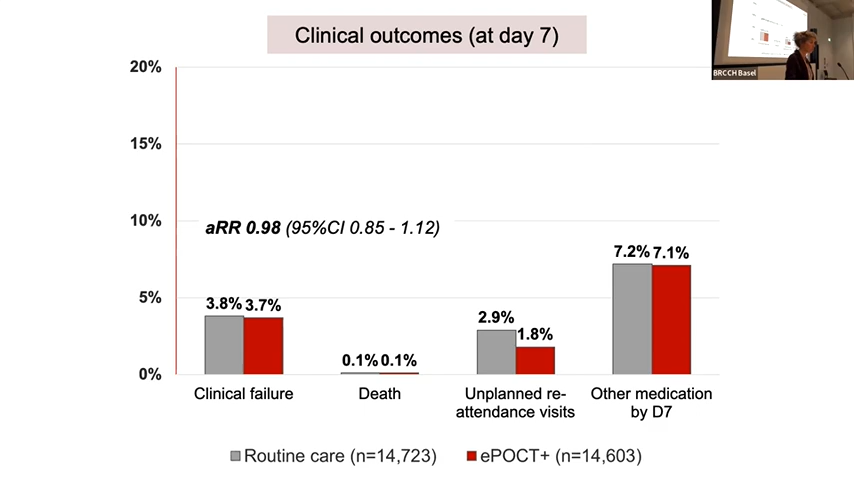 Clinical outcomes (at day 7)
BRCCH Basel
20%
15%
10%
5%
0%
aRR 0.98 (95%CI 0.85 - 1.12)
3.8% 3.7%
0.1% 0.1%
2.9%
1.8%
7.2% 7.1%
Clinical failure
Death
Unplanned re-
attendance visits
Other medication
by D7
Routine care (n=14,723)
ePOCT+ (n=14,603)